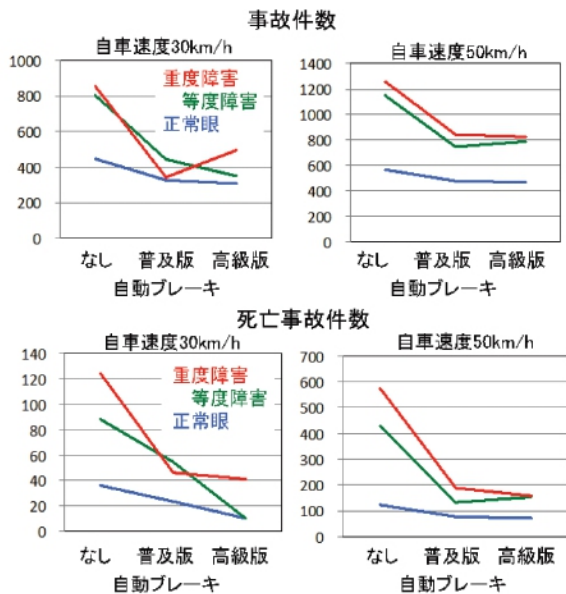 事故件数
自車速度30km/h
1000
800
600
400
200
0
重度障害
等度障害
正常眼
なし 普及版 高級版
自動ブレーキ
自車速度50km/h
1400
1200
1000
800
600
400
200
0
なし 普及版 高級版
自動ブレーキ
死亡事故件数
自車速度30km/h
140
120
100
80
60
40
20
0
重度障害
等度障害
正常眼
なし 普及版 高級版
自動ブレーキ
自車速度50km/h
700
600
500
400
300
200
100
0
なし 普及版 高級版
自動ブレーキ